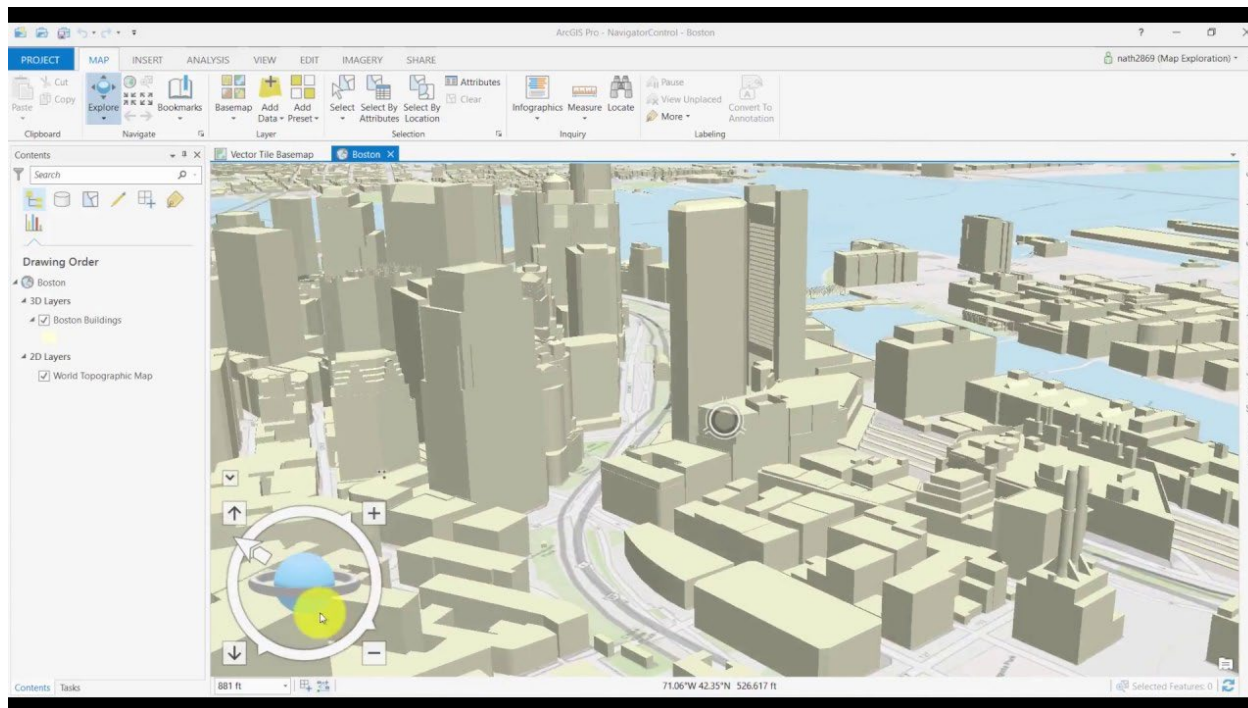 ArcGIS Pro - NavigatorControl - Boston
?
PROJECT MAP INSERT ANALYSIS VIEW EDIT IMAGERY SHARE
nath2869 (Map Exploration)
Cut
Copy
Paste
Clipboard
Explore
Bookmarks
Navigate
Basemap
Add Data
Add Preset
Layer
Select
Select By Attributes
Select By Location
Attributes
Clear
Selection
Infographics
Measure
Locate
Inquiry
Pause
View Unplaced
More
Convert To Annotation
Labeling
Contents
Vector Tile Basemap
Boston
Search
Drawing Order
Boston
3D Layers
Boston Buildings
2D Layers
World Topographic Map
Contents Tasks
881 ft
71.06°W 42.35°N 526.617 ft
Selected Features: 0